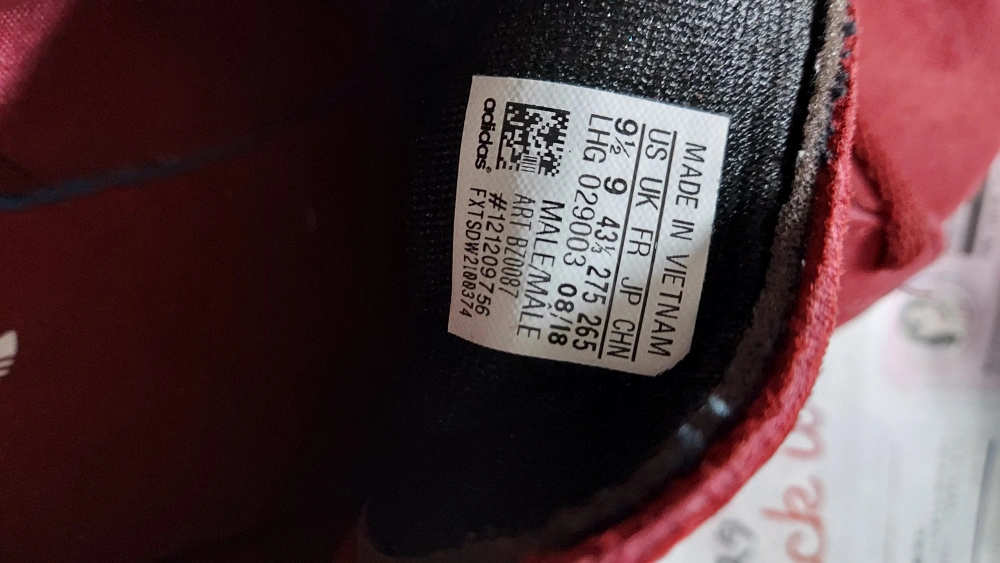 MADE IN VIETNAM
US UK FR JP CHN
9½ 9 43⅓ 275 265
LHG 029003 08/18
MALE/MÂLE
ART BZ0087
#121209756
adidas®